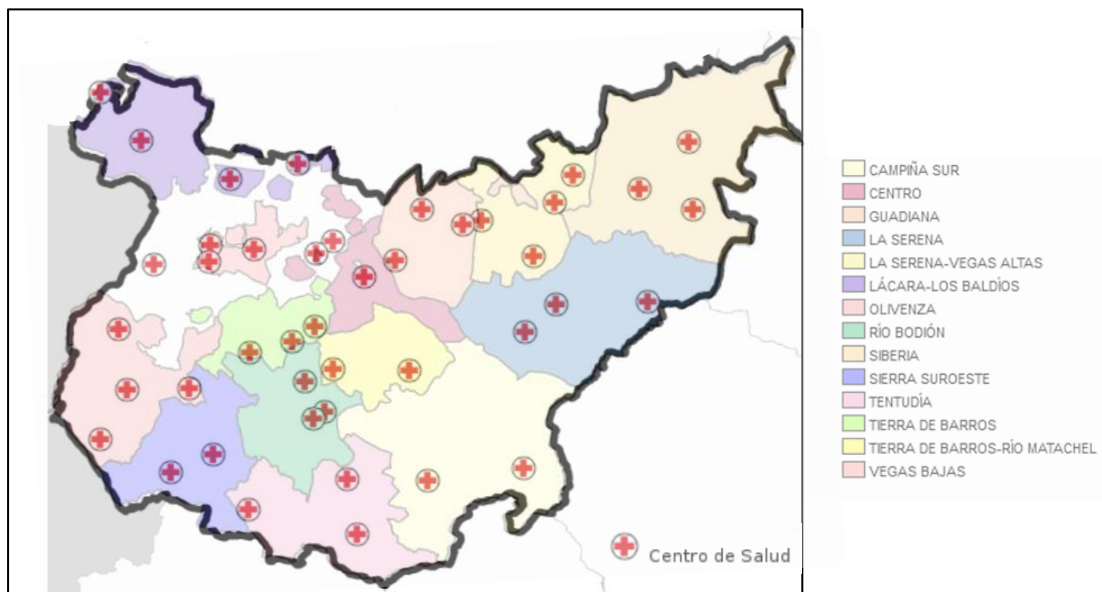 CAMPIÑA SUR
CENTRO
GUADIANA
LA SERENA
LA SERENA-VEGAS ALTAS
LÁCARA-LOS BALDÍOS
OLIVENZA
RÍO BODIÓN
SIBERIA
SIERRA SUROESTE
TENTUDÍA
TIERRA DE BARROS
TIERRA DE BARROS-RÍO MATACHEL
VEGAS BAJAS
Centro de Salud